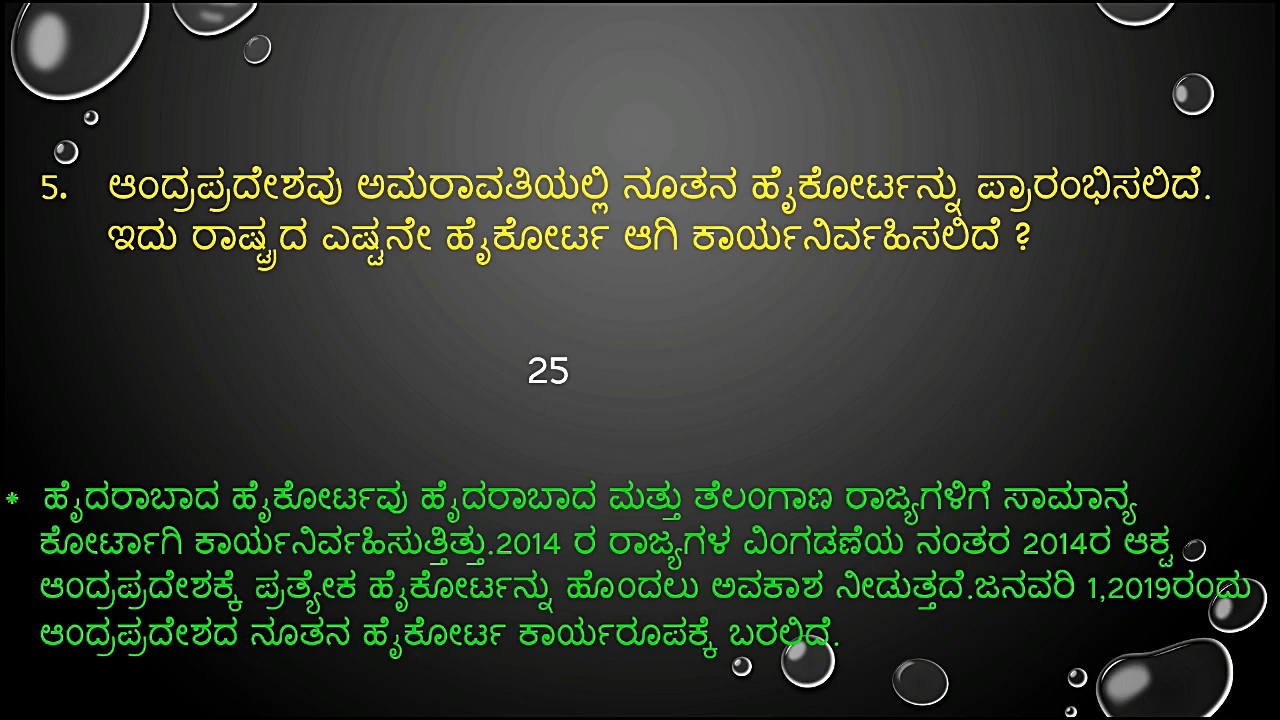 5. ಆಂದ್ರಪ್ರದೇಶವು ಅಮರಾವತಿಯಲ್ಲಿ ನೂತನ ಹೈಕೋರ್ಟನ್ನು ಪ್ರಾರಂಭಿಸಲಿದೆ.
ಇದು ರಾಷ್ಟ್ರದ ಎಷ್ಟನೇ ಹೈಕೋರ್ಟ ಆಗಿ ಕಾರ್ಯನಿರ್ವಹಿಸಲಿದೆ ?
25
* ಹೈದರಾಬಾದ ಹೈಕೋರ್ಟವು ಹೈದರಾಬಾದ ಮತ್ತು ತೆಲಂಗಾಣ ರಾಜ್ಯಗಳಿಗೆ ಸಾಮಾನ್ಯ
ಕೋರ್ಟಾಗಿ ಕಾರ್ಯನಿರ್ವಹಿಸುತ್ತಿತ್ತು.2014 ರ ರಾಜ್ಯಗಳ ವಿಂಗಡಣೆಯ ನಂತರ 2014ರ ಆಕ್ಟ
ಆಂದ್ರಪ್ರದೇಶಕ್ಕೆ ಪ್ರತ್ಯೇಕ ಹೈಕೋರ್ಟನ್ನು ಹೊಂದಲು ಅವಕಾಶ ನೀಡುತ್ತದೆ.ಜನವರಿ 1,2019ರಂದು
ಆಂದ್ರಪ್ರದೇಶದ ನೂತನ ಹೈಕೋರ್ಟ ಕಾರ್ಯರೂಪಕ್ಕೆ ಬರಲಿದೆ.